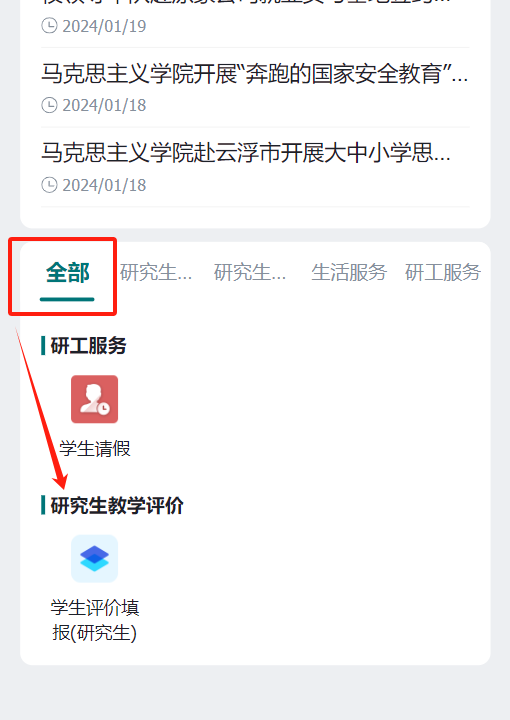 2024/01/19
马克思主义学院开展“奔跑的国家安全教育”...
2024/01/18
马克思主义学院赴云浮市开展大中小学思...
2024/01/18
全部 研究生... 研究生... 生活服务 研工服务
研工服务
学生请假
研究生教学评价
学生评价填
报(研究生)